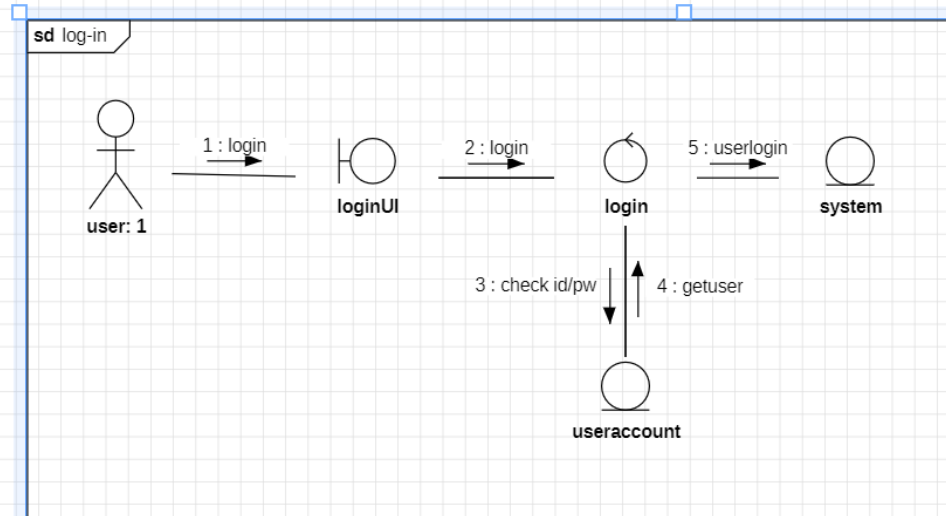 sd log-in
1 : login
2 : login
5 : userlogin
user: 1
loginUI
login
system
3 : check id/pw
4 : getuser
useraccount